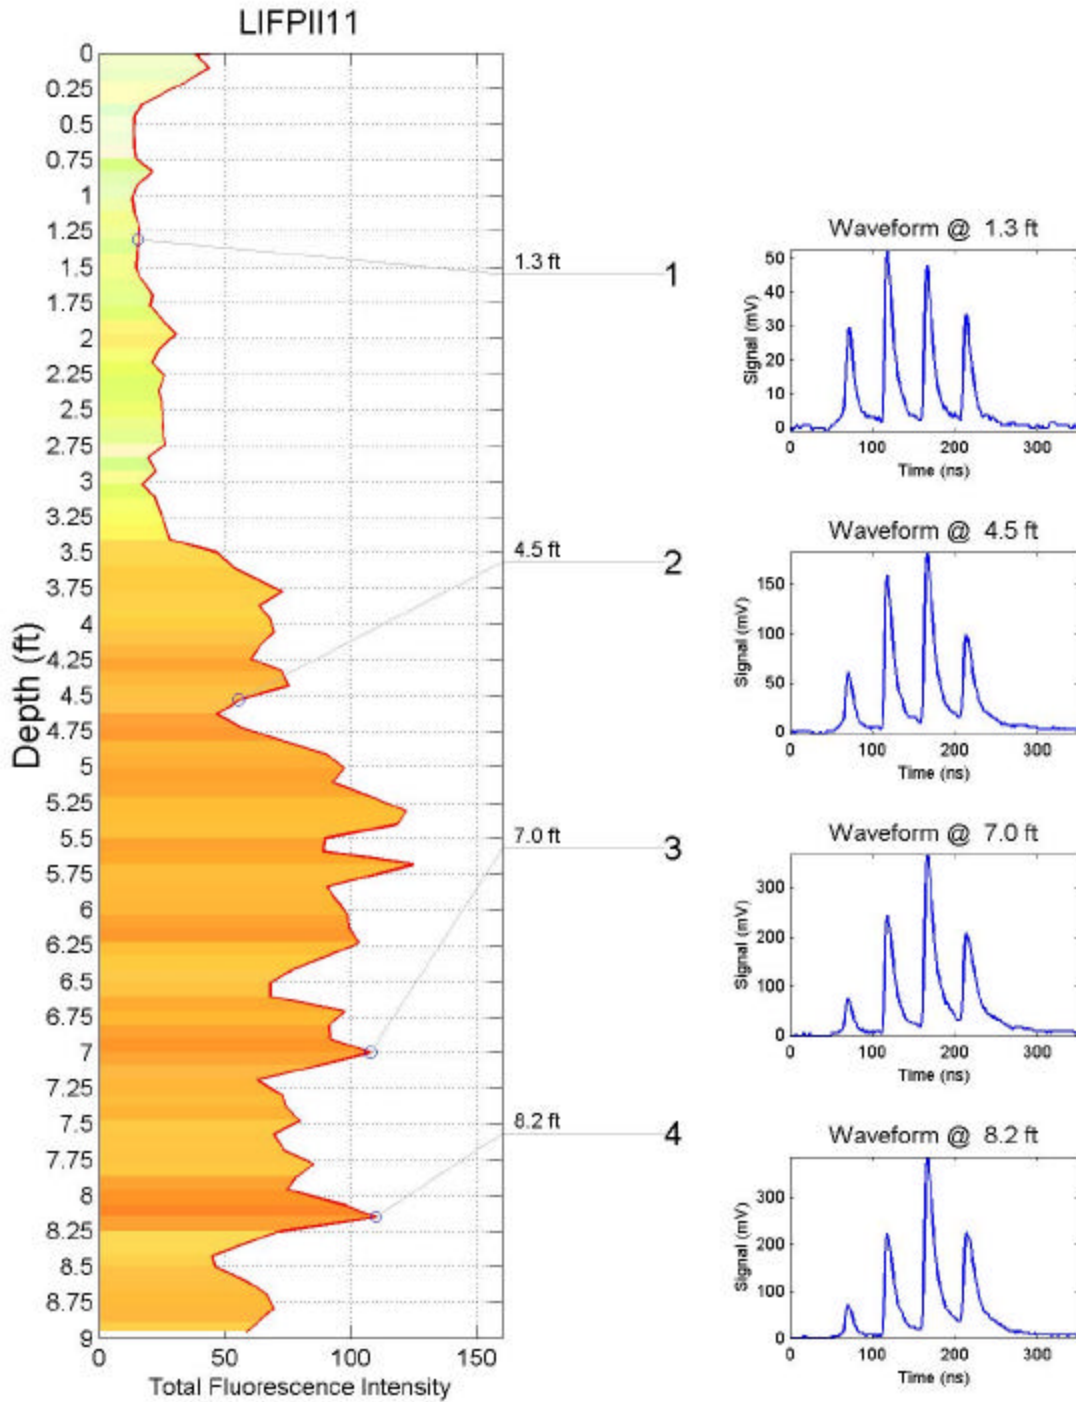 LIFPII11
0
0.25
0.5
0.75
1
1.25
1.5
1.75
2
2.25
2.5
2.75
3
3.25
3.5
3.75
4
4.25
4.5
4.75
5
5.25
5.5
5.75
6
6.25
6.5
6.75
7
7.25
7.5
7.75
8
8.25
8.5
8.75
9
Depth (ft)
0 50 100 150
Total Fluorescence Intensity
1.3 ft 1
4.5 ft 2
7.0 ft 3
8.2 ft 4
Waveform @ 1.3 ft
50
40
30
20
10
0
Signal (mV)
0 100 200 300
Time (ns)
Waveform @ 4.5 ft
150
100
50
0
Signal (mV)
0 100 200 300
Time (ns)
Waveform @ 7.0 ft
300
200
100
0
Signal (mV)
0 100 200 300
Time (ns)
Waveform @ 8.2 ft
300
200
100
0
Signal (mV)
0 100 200 300
Time (ns)